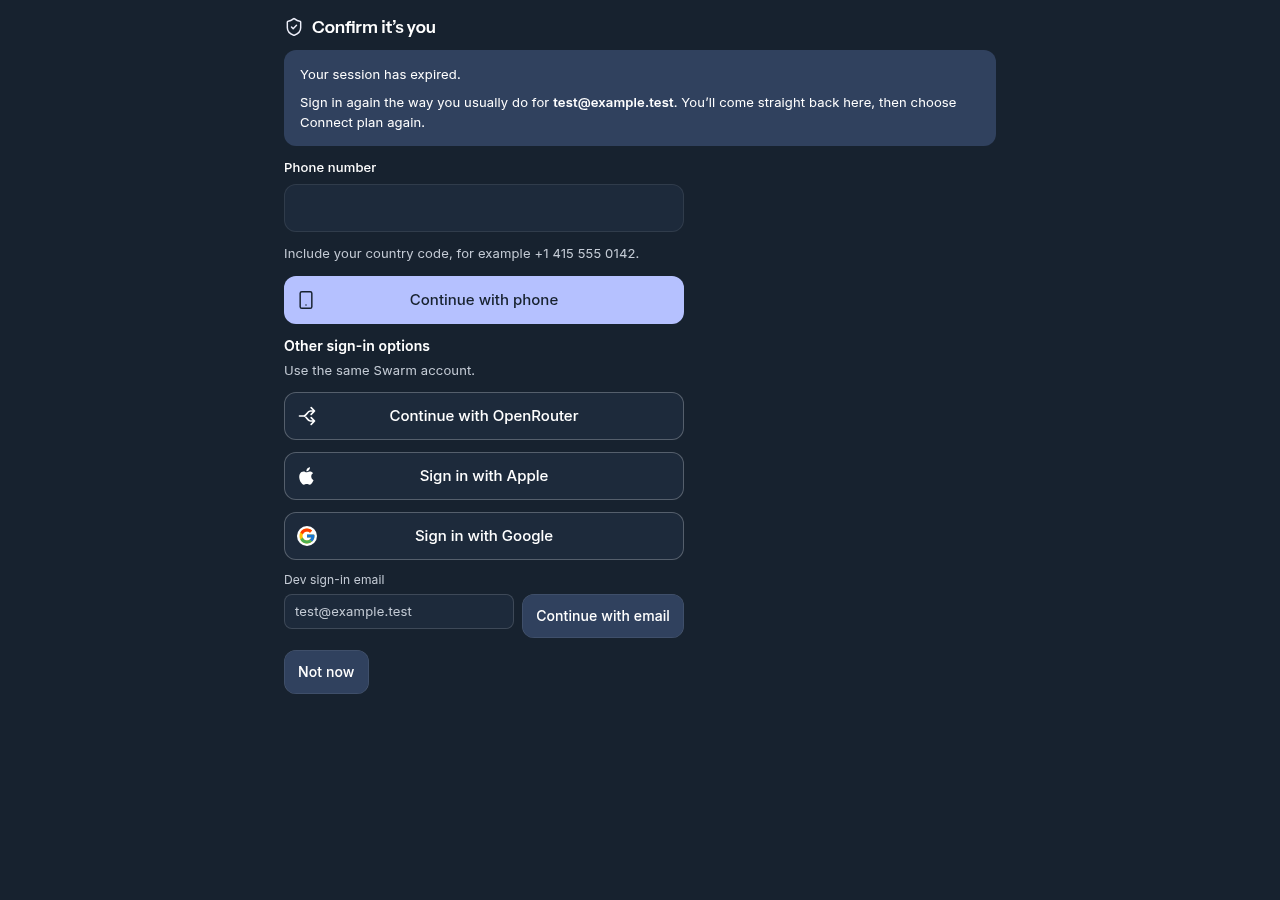 Confirm it’s you
Your session has expired.
Sign in again the way you usually do for test@example.test. You’ll come straight back here, then choose
Connect plan again.
Phone number
Include your country code, for example +1 415 555 0142.
Continue with phone
Other sign-in options
Use the same Swarm account.
Continue with OpenRouter
Sign in with Apple
Sign in with Google
Dev sign-in email
test@example.test
Continue with email
Not now